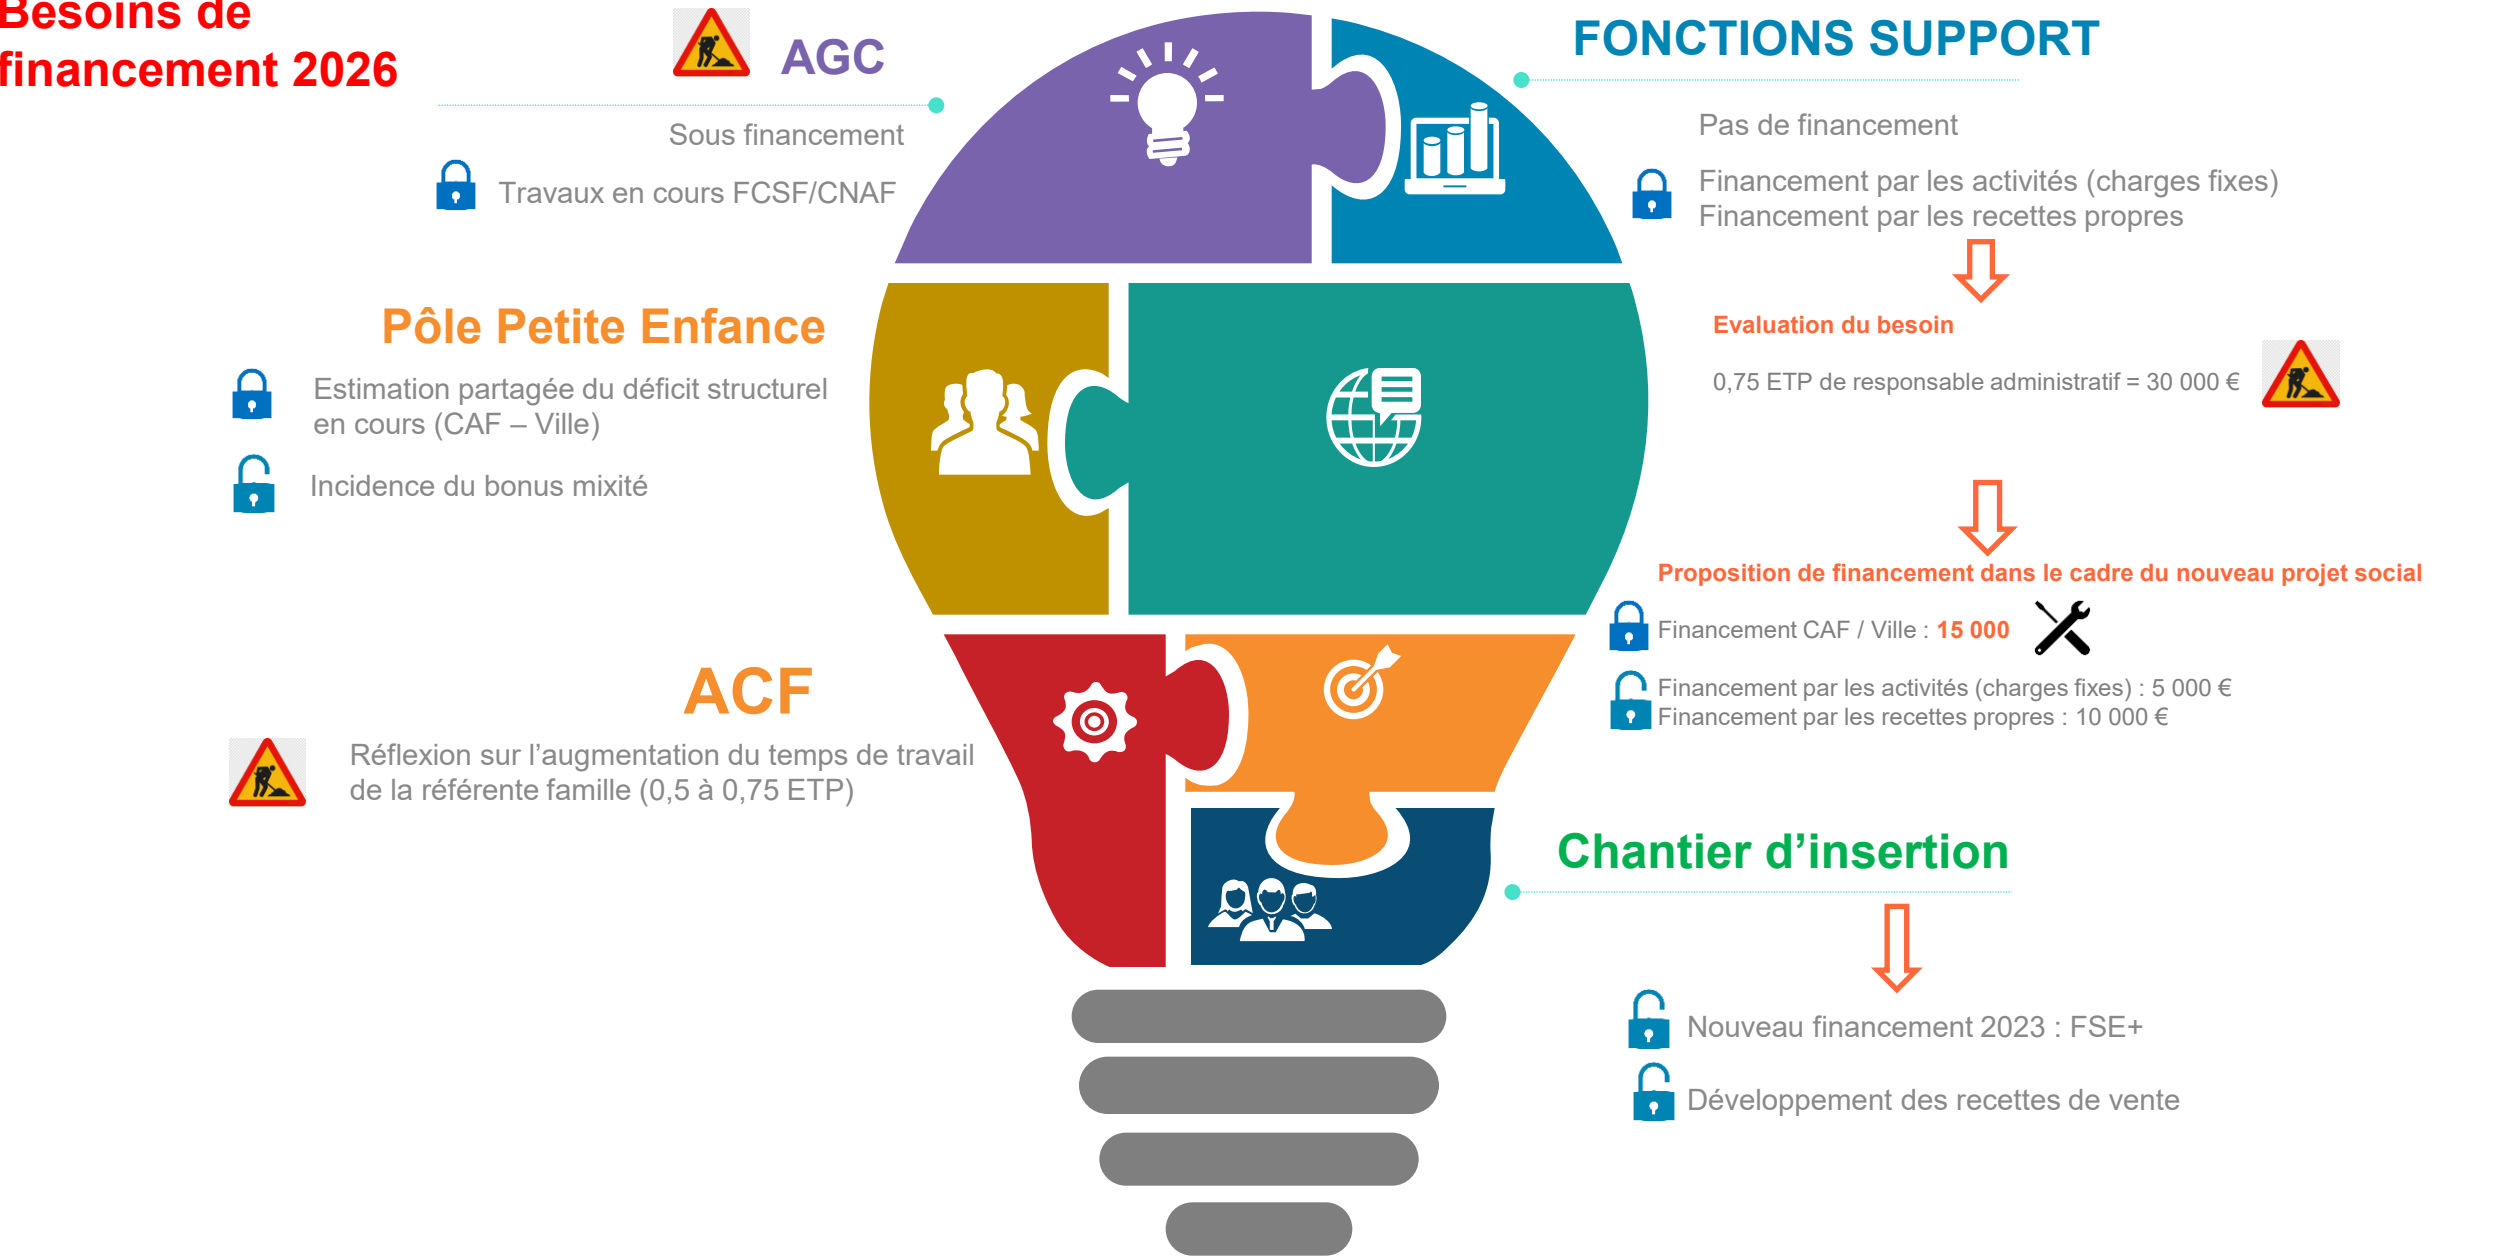 Besoins de
financement 2026
AGC
Sous financement
Travaux en cours FCSF/CNAF
Pôle Petite Enfance
Estimation partagée du déficit structurel
en cours (CAF – Ville)
Incidence du bonus mixité
ACF
Réflexion sur l’augmentation du temps de travail
de la référente famille (0,5 à 0,75 ETP)
FONCTIONS SUPPORT
Pas de financement
Financement par les activités (charges fixes)
Financement par les recettes propres
Evaluation du besoin
0,75 ETP de responsable administratif = 30 000 €
Proposition de financement dans le cadre du nouveau projet social
Financement CAF / Ville : 15 000
Financement par les activités (charges fixes) : 5 000 €
Financement par les recettes propres : 10 000 €
Chantier d’insertion
Nouveau financement 2023 : FSE+
Développement des recettes de vente